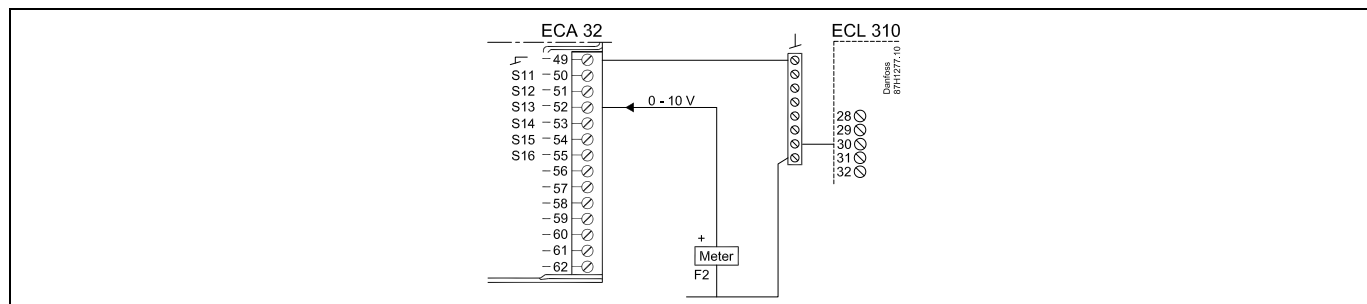 ECA 32
ECL 310
49
S11 - 50
S12 - 51
S13 - 52
S14 - 53
S15 - 54
S16 - 55
- 56
- 57
- 58
- 59
- 60
- 61
- 62
0 - 10 V
+
Meter
F2
Danfoss
87H1277.10
28
29
30
31
32